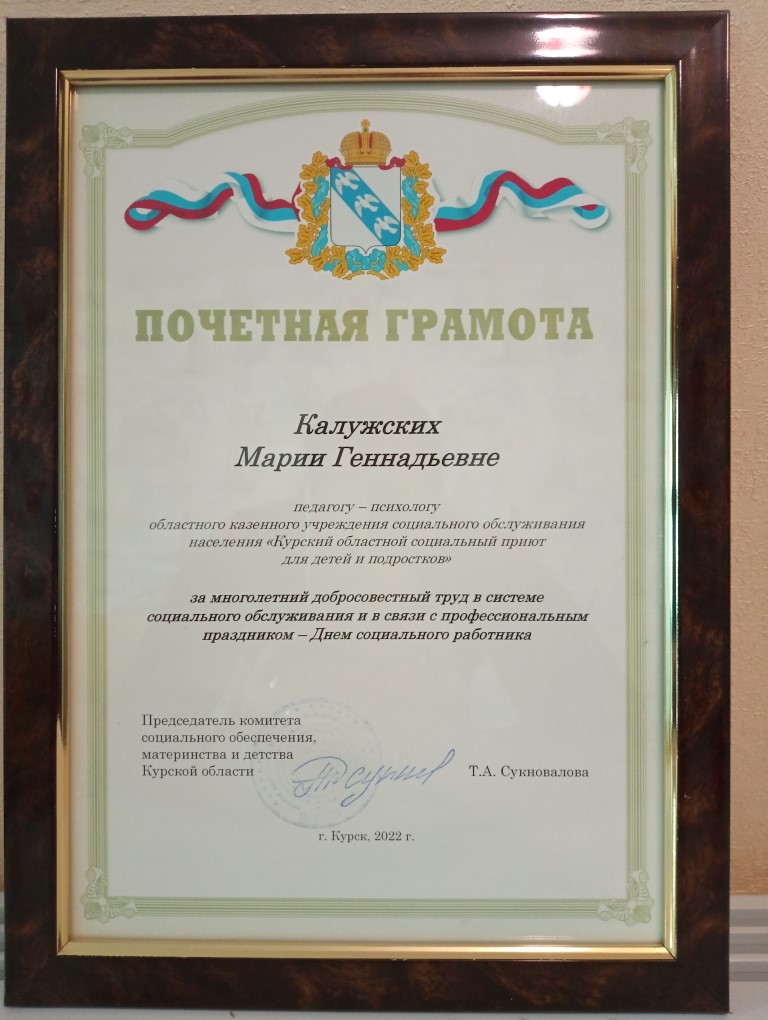 ПОЧЕТНАЯ ГРАМОТА
Калужских
Марии Геннадьевне
педагогу – психологу
областного казенного учреждения социального обслуживания
населения «Курский областной социальный приют
для детей и подростков»
за многолетний добросовестный труд в системе
социального обслуживания и в связи с профессиональным
праздником – Днем социального работника
Председатель комитета
социального обеспечения,
материнства и детства
Курской области
Т.А. Сукновалова
г. Курск, 2022 г.